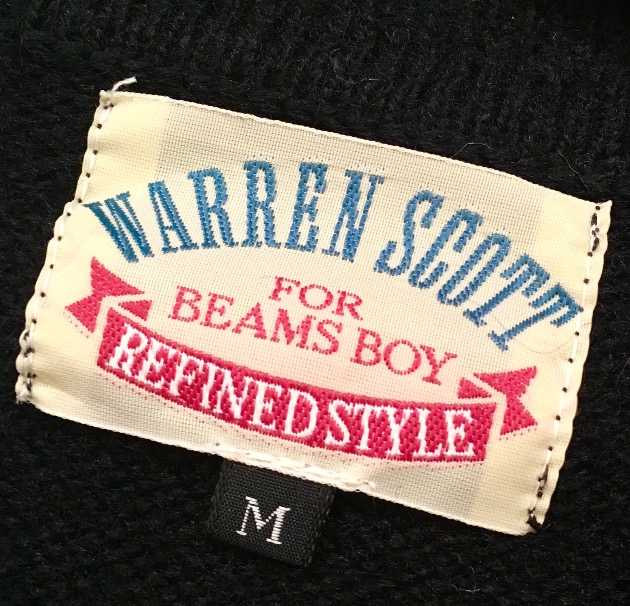 WARREN SCOTT
FOR
BEAMS BOY
REFINED STYLE
M